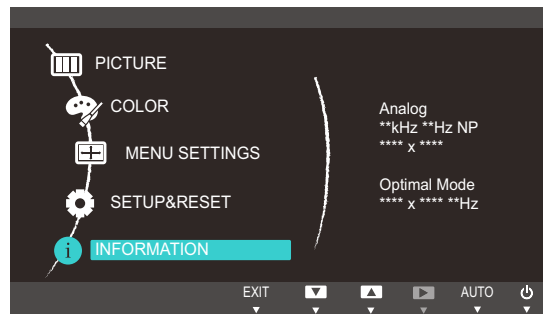 PICTURE
COLOR
MENU SETTINGS
SETUP&RESET
i INFORMATION
Analog
**kHz **Hz NP
**** x ****
Optimal Mode
**** x **** **Hz
EXIT AUTO